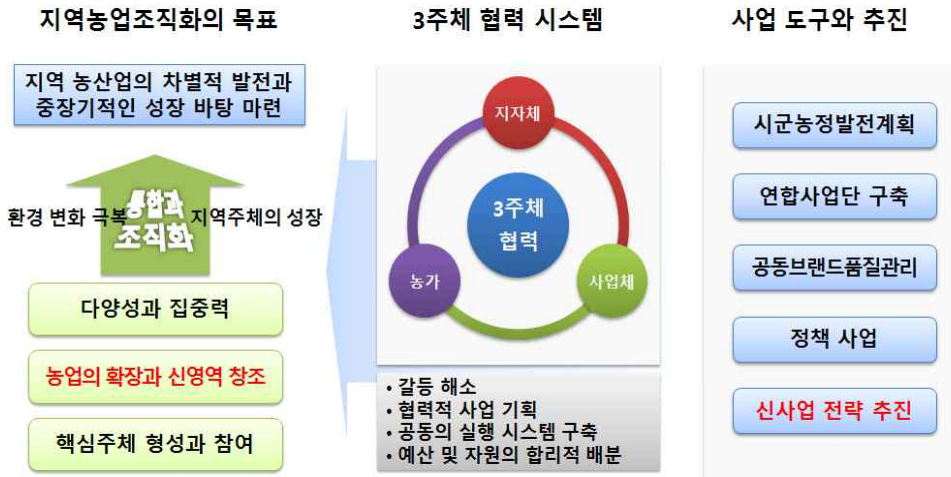 지역농업조직화의 목표
지역 농산업의 차별적 발전과
중장기적인 성장 바탕 마련
통합과
조직화
환경 변화 극복
지역주체의 성장
다양성과 집중력
농업의 확장과 신영역 창조
핵심주체 형성과 참여
3주체 협력 시스템
지자체
3주체
협력
농가
사업체
• 갈등 해소
• 협력적 사업 기획
• 공동의 실행 시스템 구축
• 예산 및 자원의 합리적 배분
사업 도구와 추진
시군농정발전계획
연합사업단 구축
공동브랜드품질관리
정책 사업
신사업 전략 추진